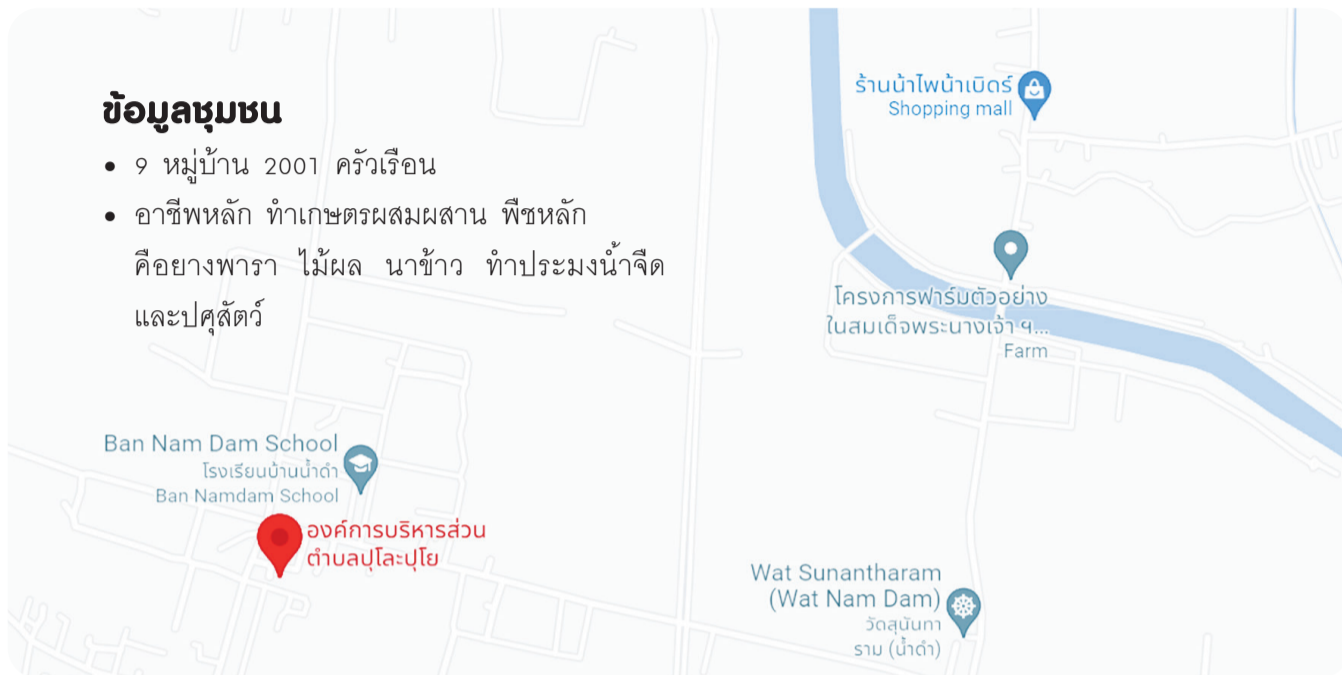 ข้อมูลชุมชน
• 9 หมู่บ้าน 2001 ครัวเรือน
• อาชีพหลัก ทำเกษตรผสมผสาน พืชหลัก
คือยางพารา ไม้ผล นาข้าว ทำประมงน้ำจืด
และปศุสัตว์
ร้านน้าไพน้าเบิดร์
Shopping mall
โครงการฟาร์มตัวอย่าง
ในสมเด็จพระนางเจ้า ฯ...
Farm
Ban Nam Dam School
โรงเรียนบ้านน้ำดำ
Ban Namdam School
องค์การบริหารส่วน
ตำบลปุโละปุโย
Wat Sunantharam
(Wat Nam Dam)
วัดสุนันทา
ราม (น้ำดำ)